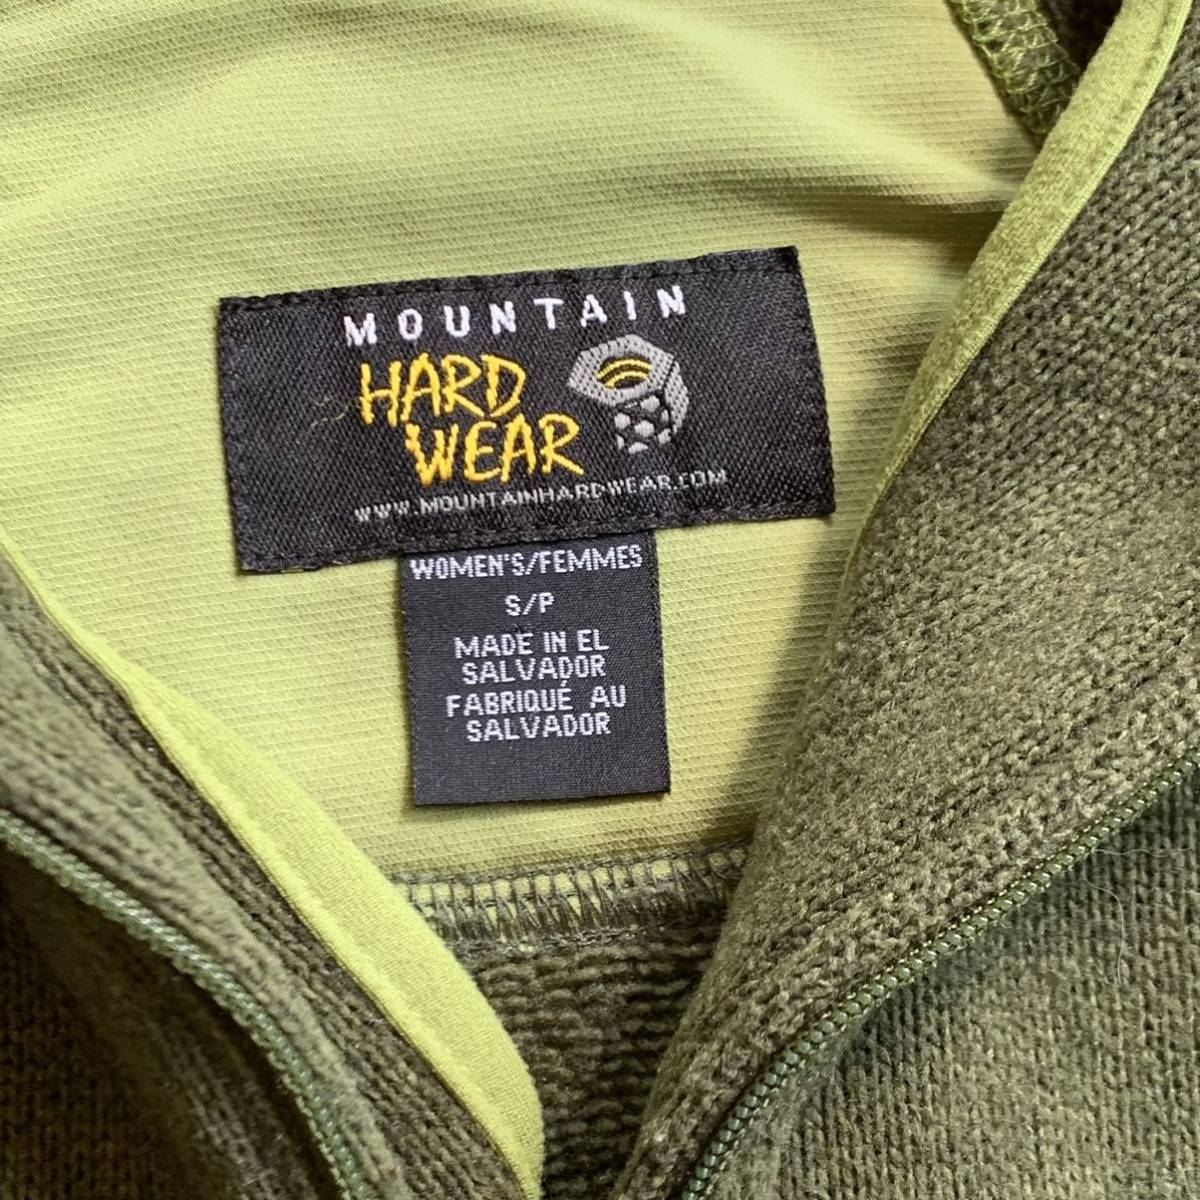 MOUNTAIN
HARD
WEAR
WWW.MOUNTAINHARDWEAR.COM
WOMEN'S/FEMMES
S/P
MADE IN EL
SALVADOR
FABRIQUÉ AU
SALVADOR